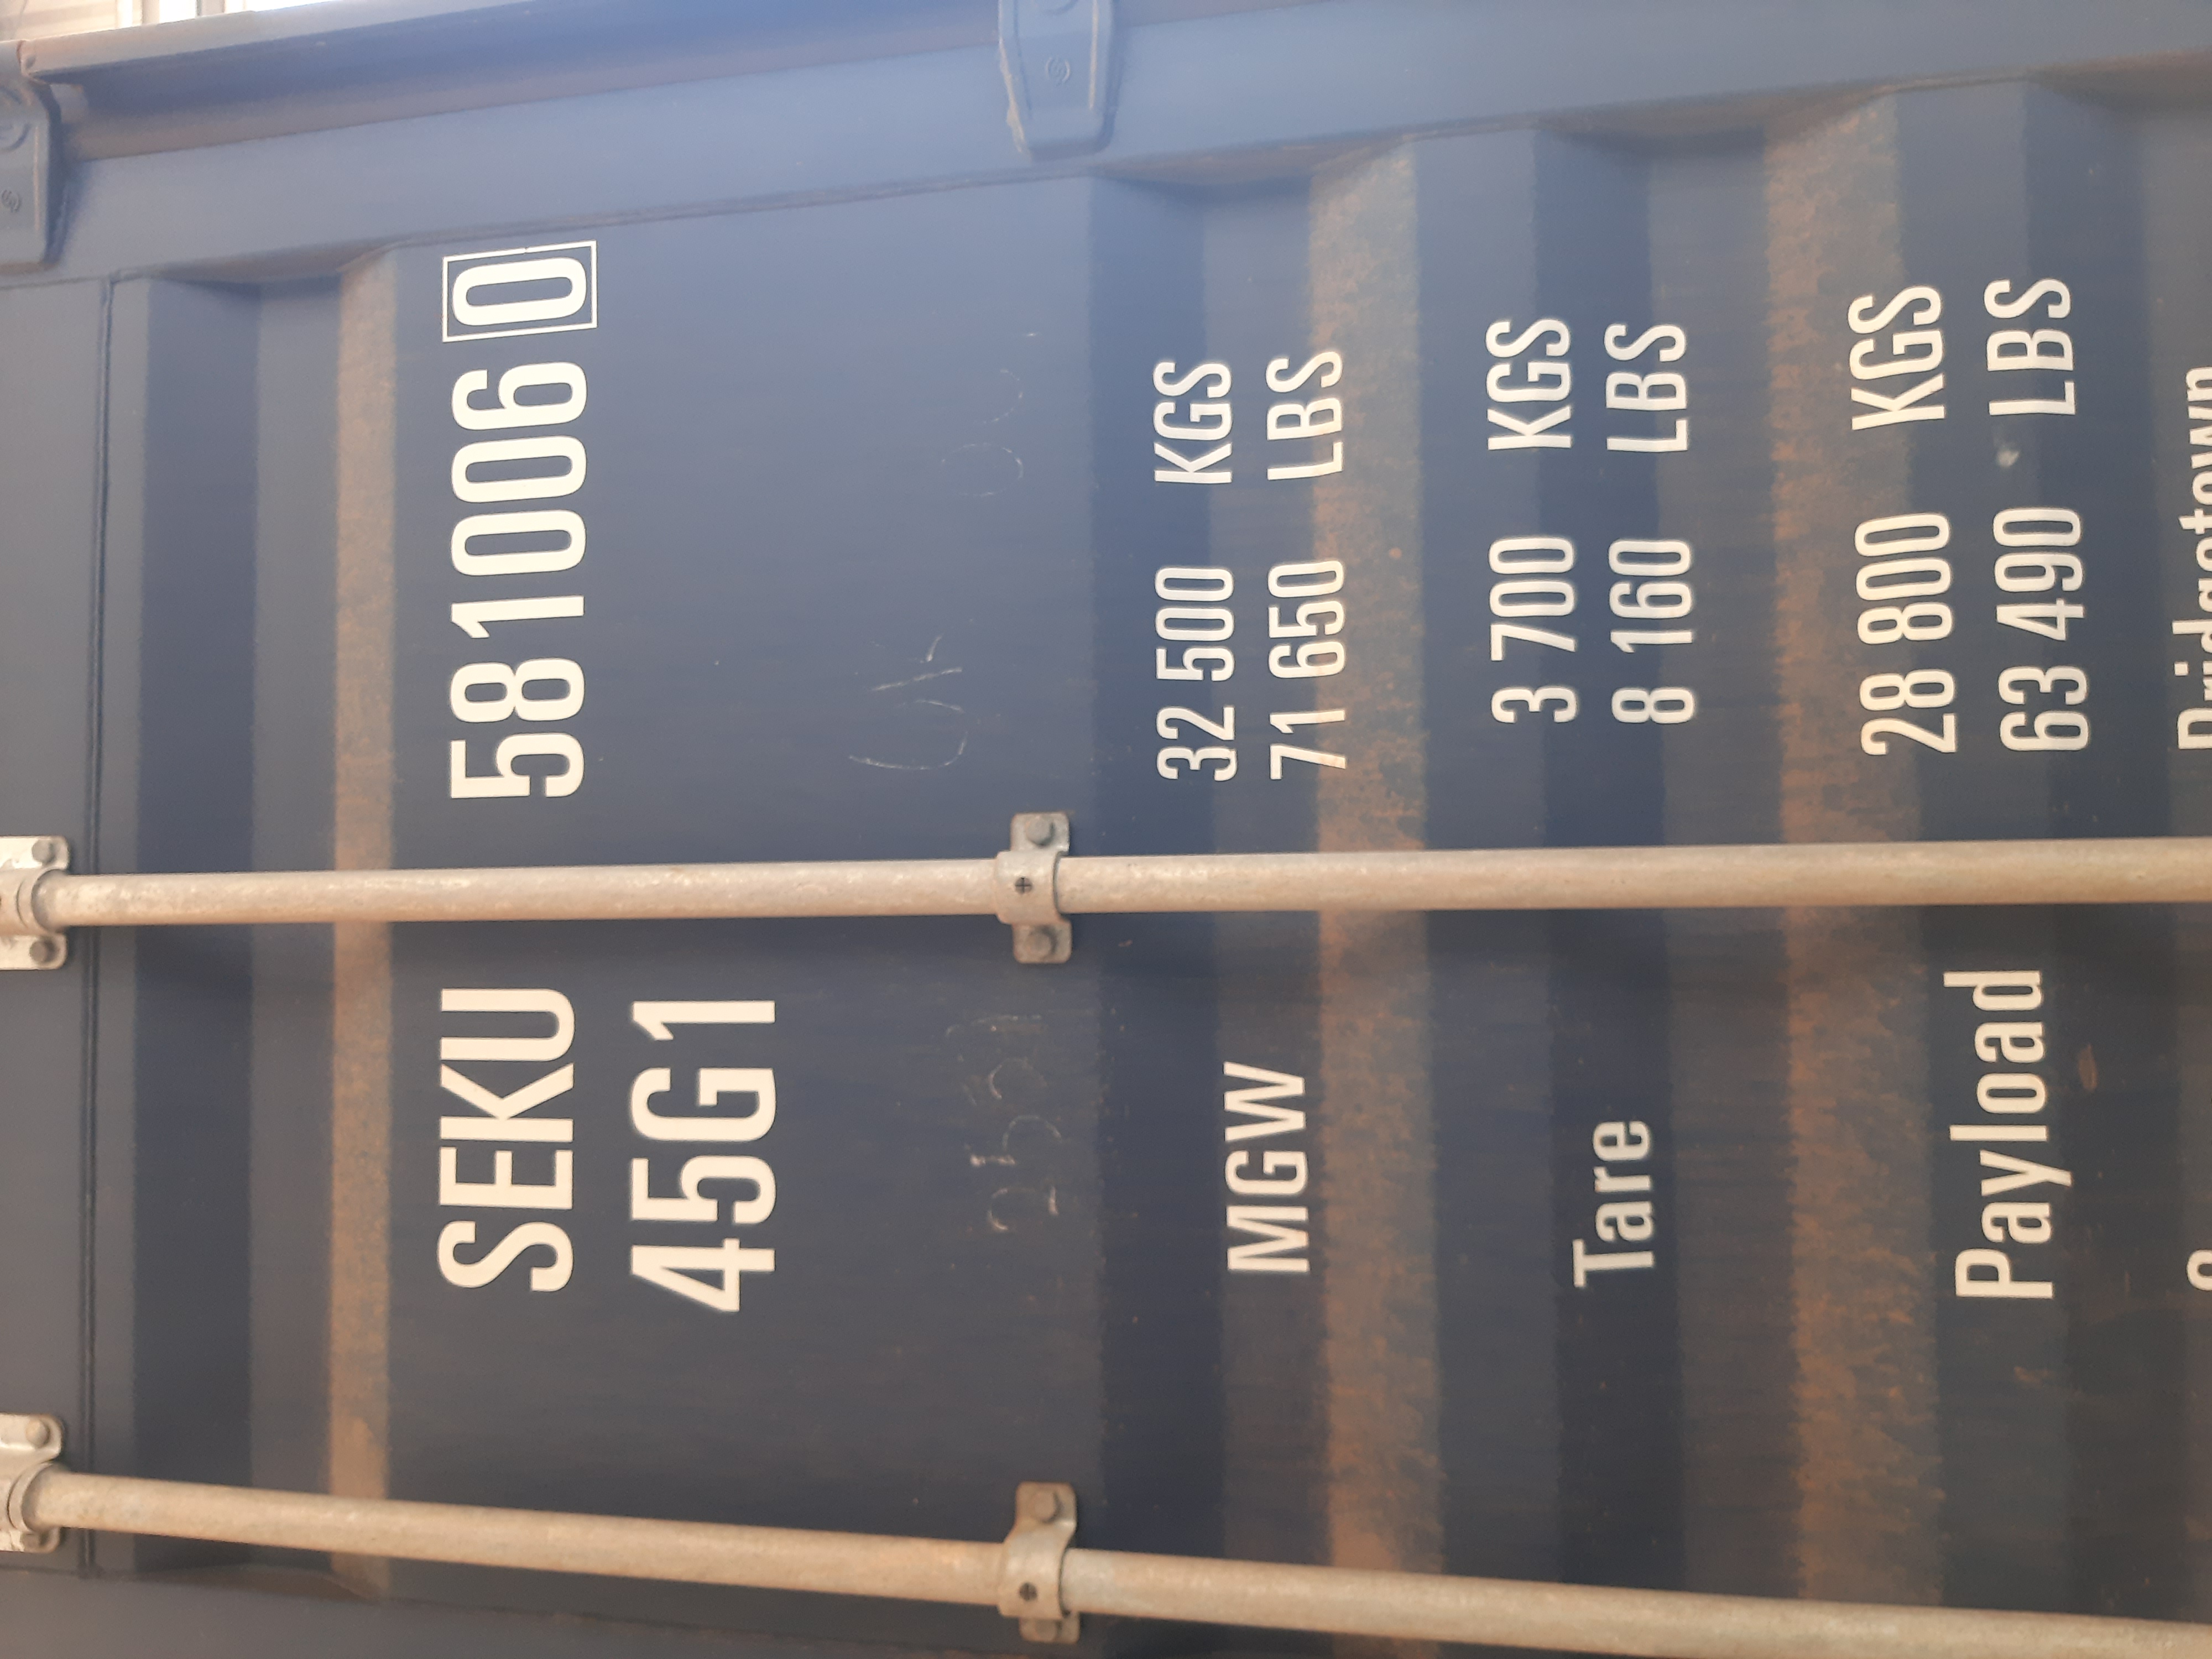 SEKU 581006 0
45G1
MGW 32 500 KGS
71 650 LBS
Tare 3 700 KGS
8 160 LBS
Payload 28 800 KGS
63 490 LBS